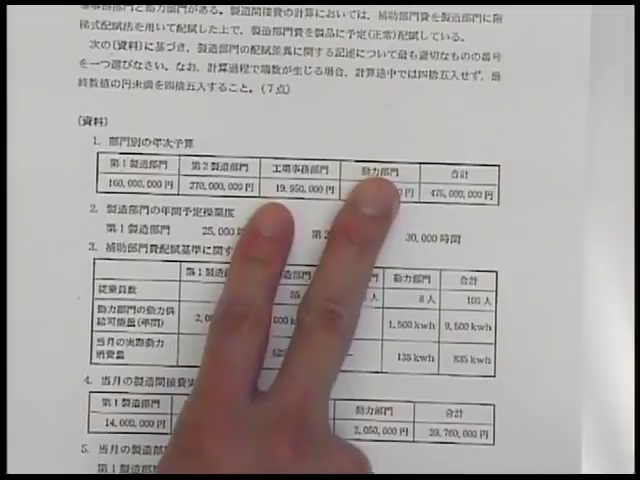 事務部門と動力部門がある。製造間接費の計算においては、補助部門費を製造部門に階
梯式配賦法を用いて配賦した上で、製造部門費を製品に予定(正常)配賦している。
次の(資料)に基づき、製造部門の配賦差異に関する記述について最も適切なものの番号
を一つ選びなさい。なお、計算過程で端数が生じる場合、計算途中では四捨五入せず、最
終数値の円未満を四捨五入すること。(7点)
(資料)
1. 部門別の年次予算
第1製造部門 第2製造部門 工場事務部門 動力部門 合計
160,000,000円 270,000,000円 19,950,000円 円 475,000,000円
2. 製造部門の年間予定操業度
第1製造部門 25,000 第2 30,000時間
3. 補助部門費配賦基準に関す
第1製造 造部門 門 動力部門 合計
従業員数 人 8人 100人
動力部門の動力供 1,500kwh 9,500kwh
給可能量(年間)
当月の実際動力 135kwh 835kwh
消費量
4. 当月の製造間接費
第1製造部門 動力部門 合計
14,000,000円 2,050,000円 39,760,000円
5. 当月の製造部
第1製造部